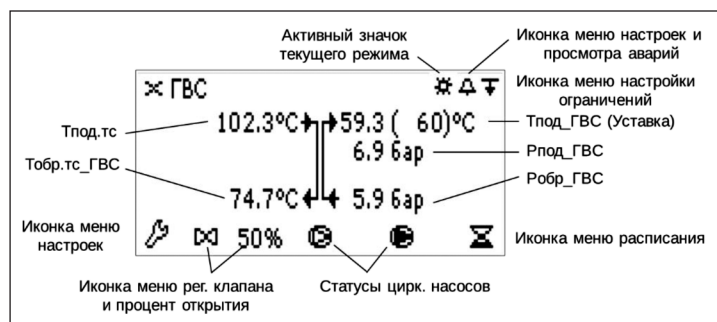 Активный значок
текущего режима
Иконка меню настроек и
просмотра аварий
ГВС
Иконка меню настройки
ограничений
Тпод.тс
102.3°C
59.3 ( 60)°C
Тпод_ГВС (Уставка)
6.9 бар
Рпод_ГВС
Тобр.тс_ГВС
74.7°C
5.9 бар
Робр_ГВС
Иконка меню
настроек
50%
Иконка меню расписания
Иконка меню рег. клапана
и процент открытия
Статусы цирк. насосов